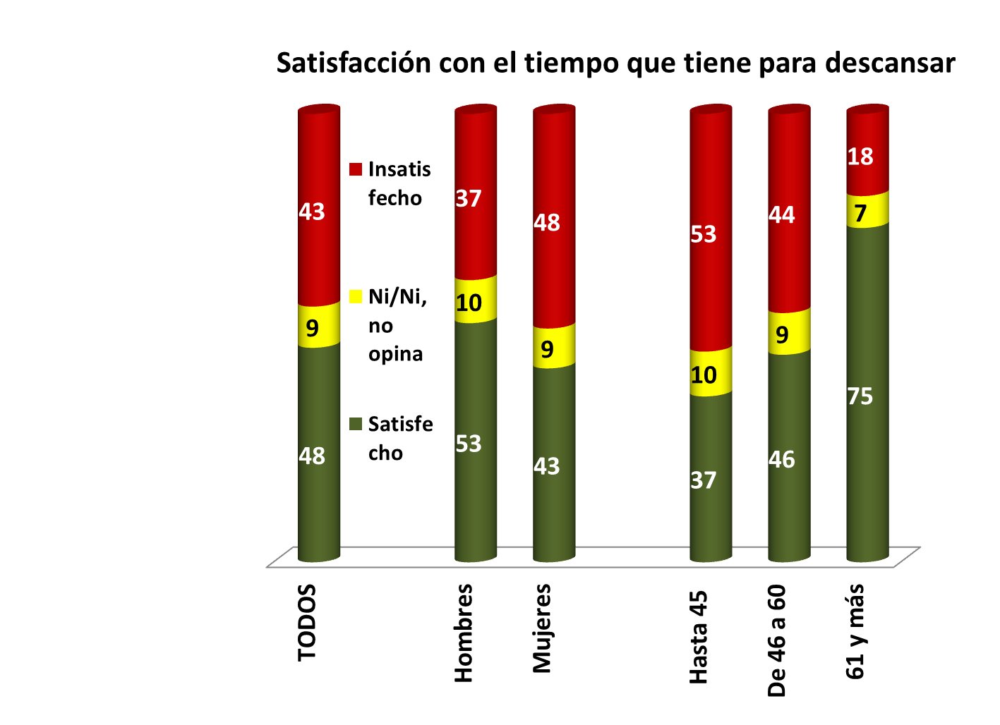 Satisfacción con el tiempo que tiene para descansar
Insatis
fecho
Ni/Ni,
no
opina
Satisfe
cho
43
9
48
37
10
53
48
9
43
53
10
37
44
9
46
18
7
75
TODOS
Hombres
Mujeres
Hasta 45
De 46 a 60
61 y más